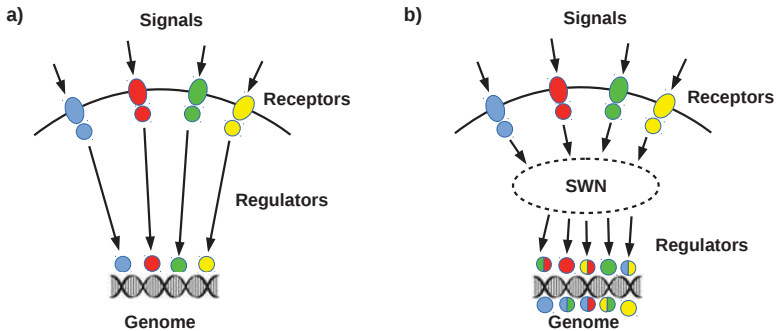 a)
Signals
Receptors
Regulators
Genome
b)
Signals
Receptors
SWN
Regulators
Genome